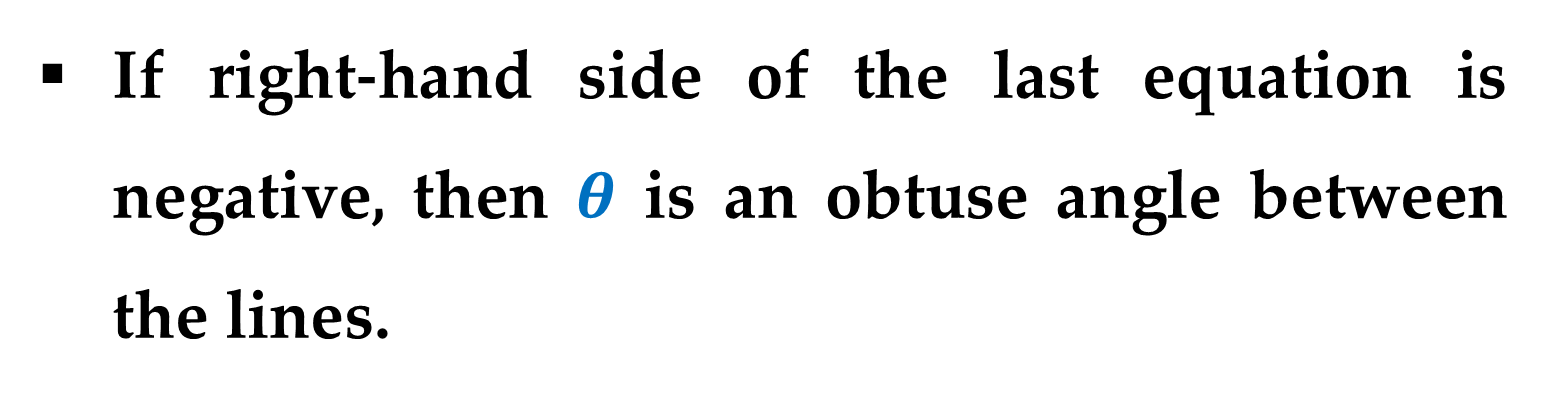 ▪ If right-hand side of the last equation is
negative, then θ is an obtuse angle between
the lines.